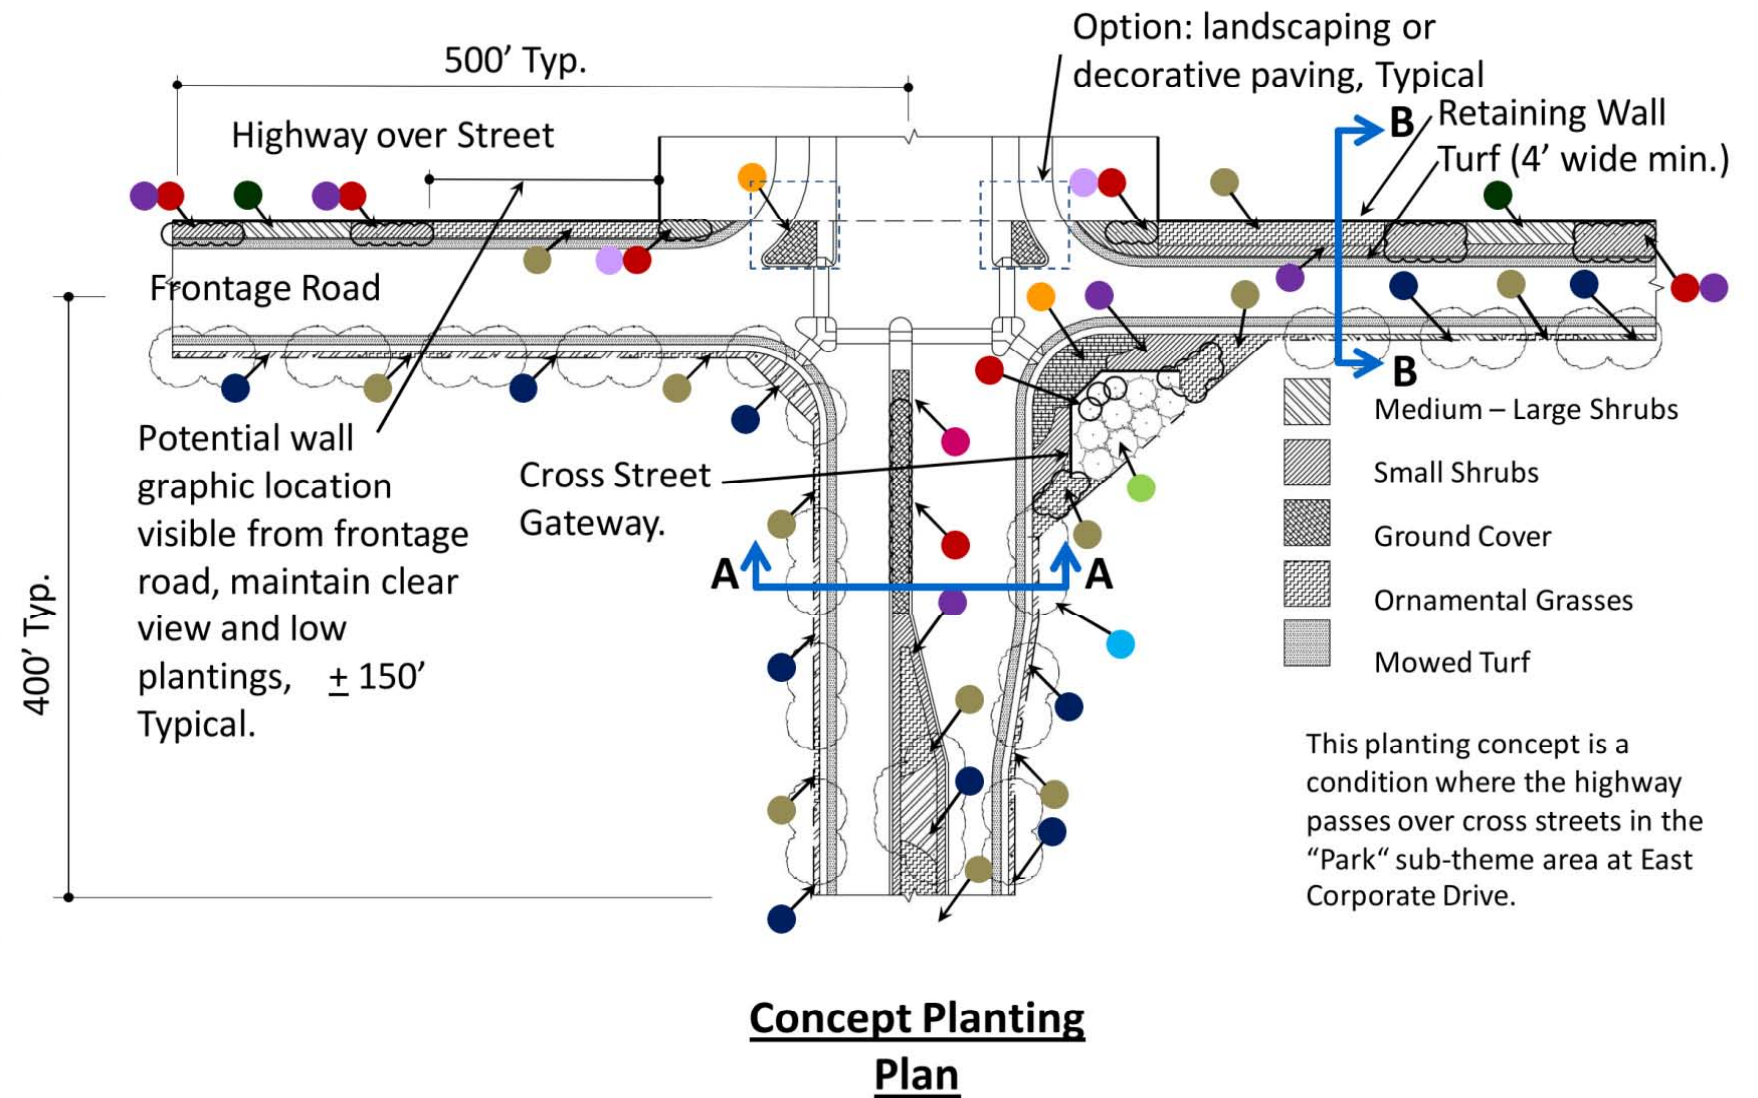 500’ Typ.
Option: landscaping or
decorative paving, Typical
Highway over Street
B
Retaining Wall
Turf (4’ wide min.)
Frontage Road
B
Potential wall
graphic location
visible from frontage
road, maintain clear
view and low
plantings, ± 150’
Typical.
Cross Street
Gateway.
A
A
400’ Typ.
Medium – Large Shrubs
Small Shrubs
Ground Cover
Ornamental Grasses
Mowed Turf
This planting concept is a
condition where the highway
passes over cross streets in the
“Park“ sub-theme area at East
Corporate Drive.
Concept Planting
Plan